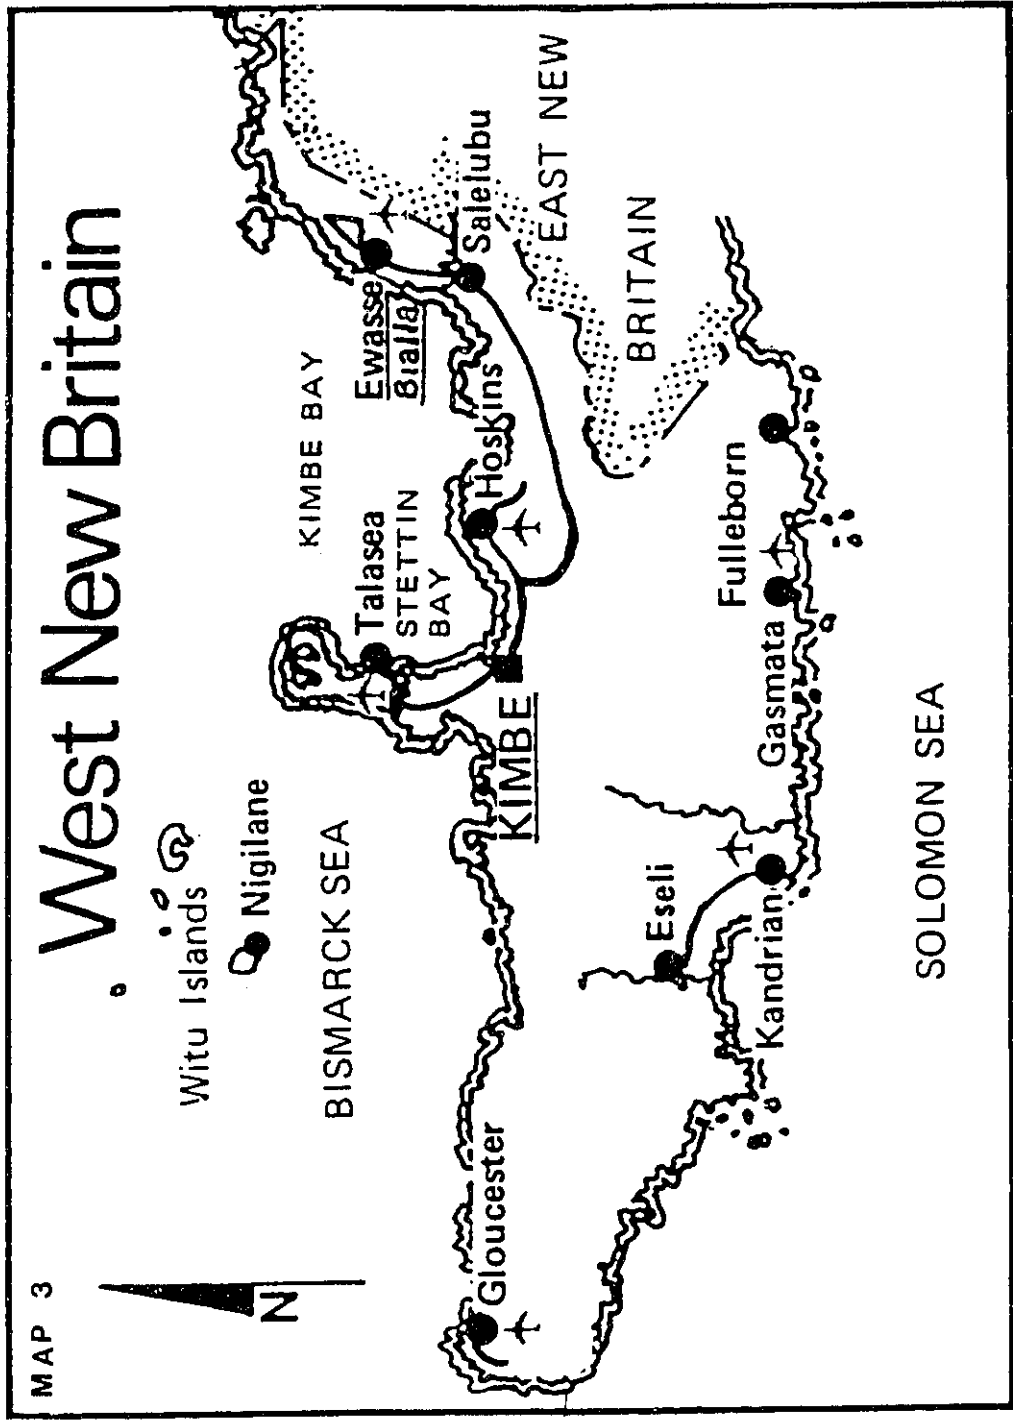 MAP 3
West New Britain
N
Witu Islands
Nigilane
BISMARCK SEA
KIMBE BAY
Talasea
STETTIN
BAY
Ewasse
Bialla
Salelubu
Hoskins
KIMBE
Gloucester
EAST NEW
BRITAIN
Eseli
Kandrian
Gasmata
Fulleborn
SOLOMON SEA